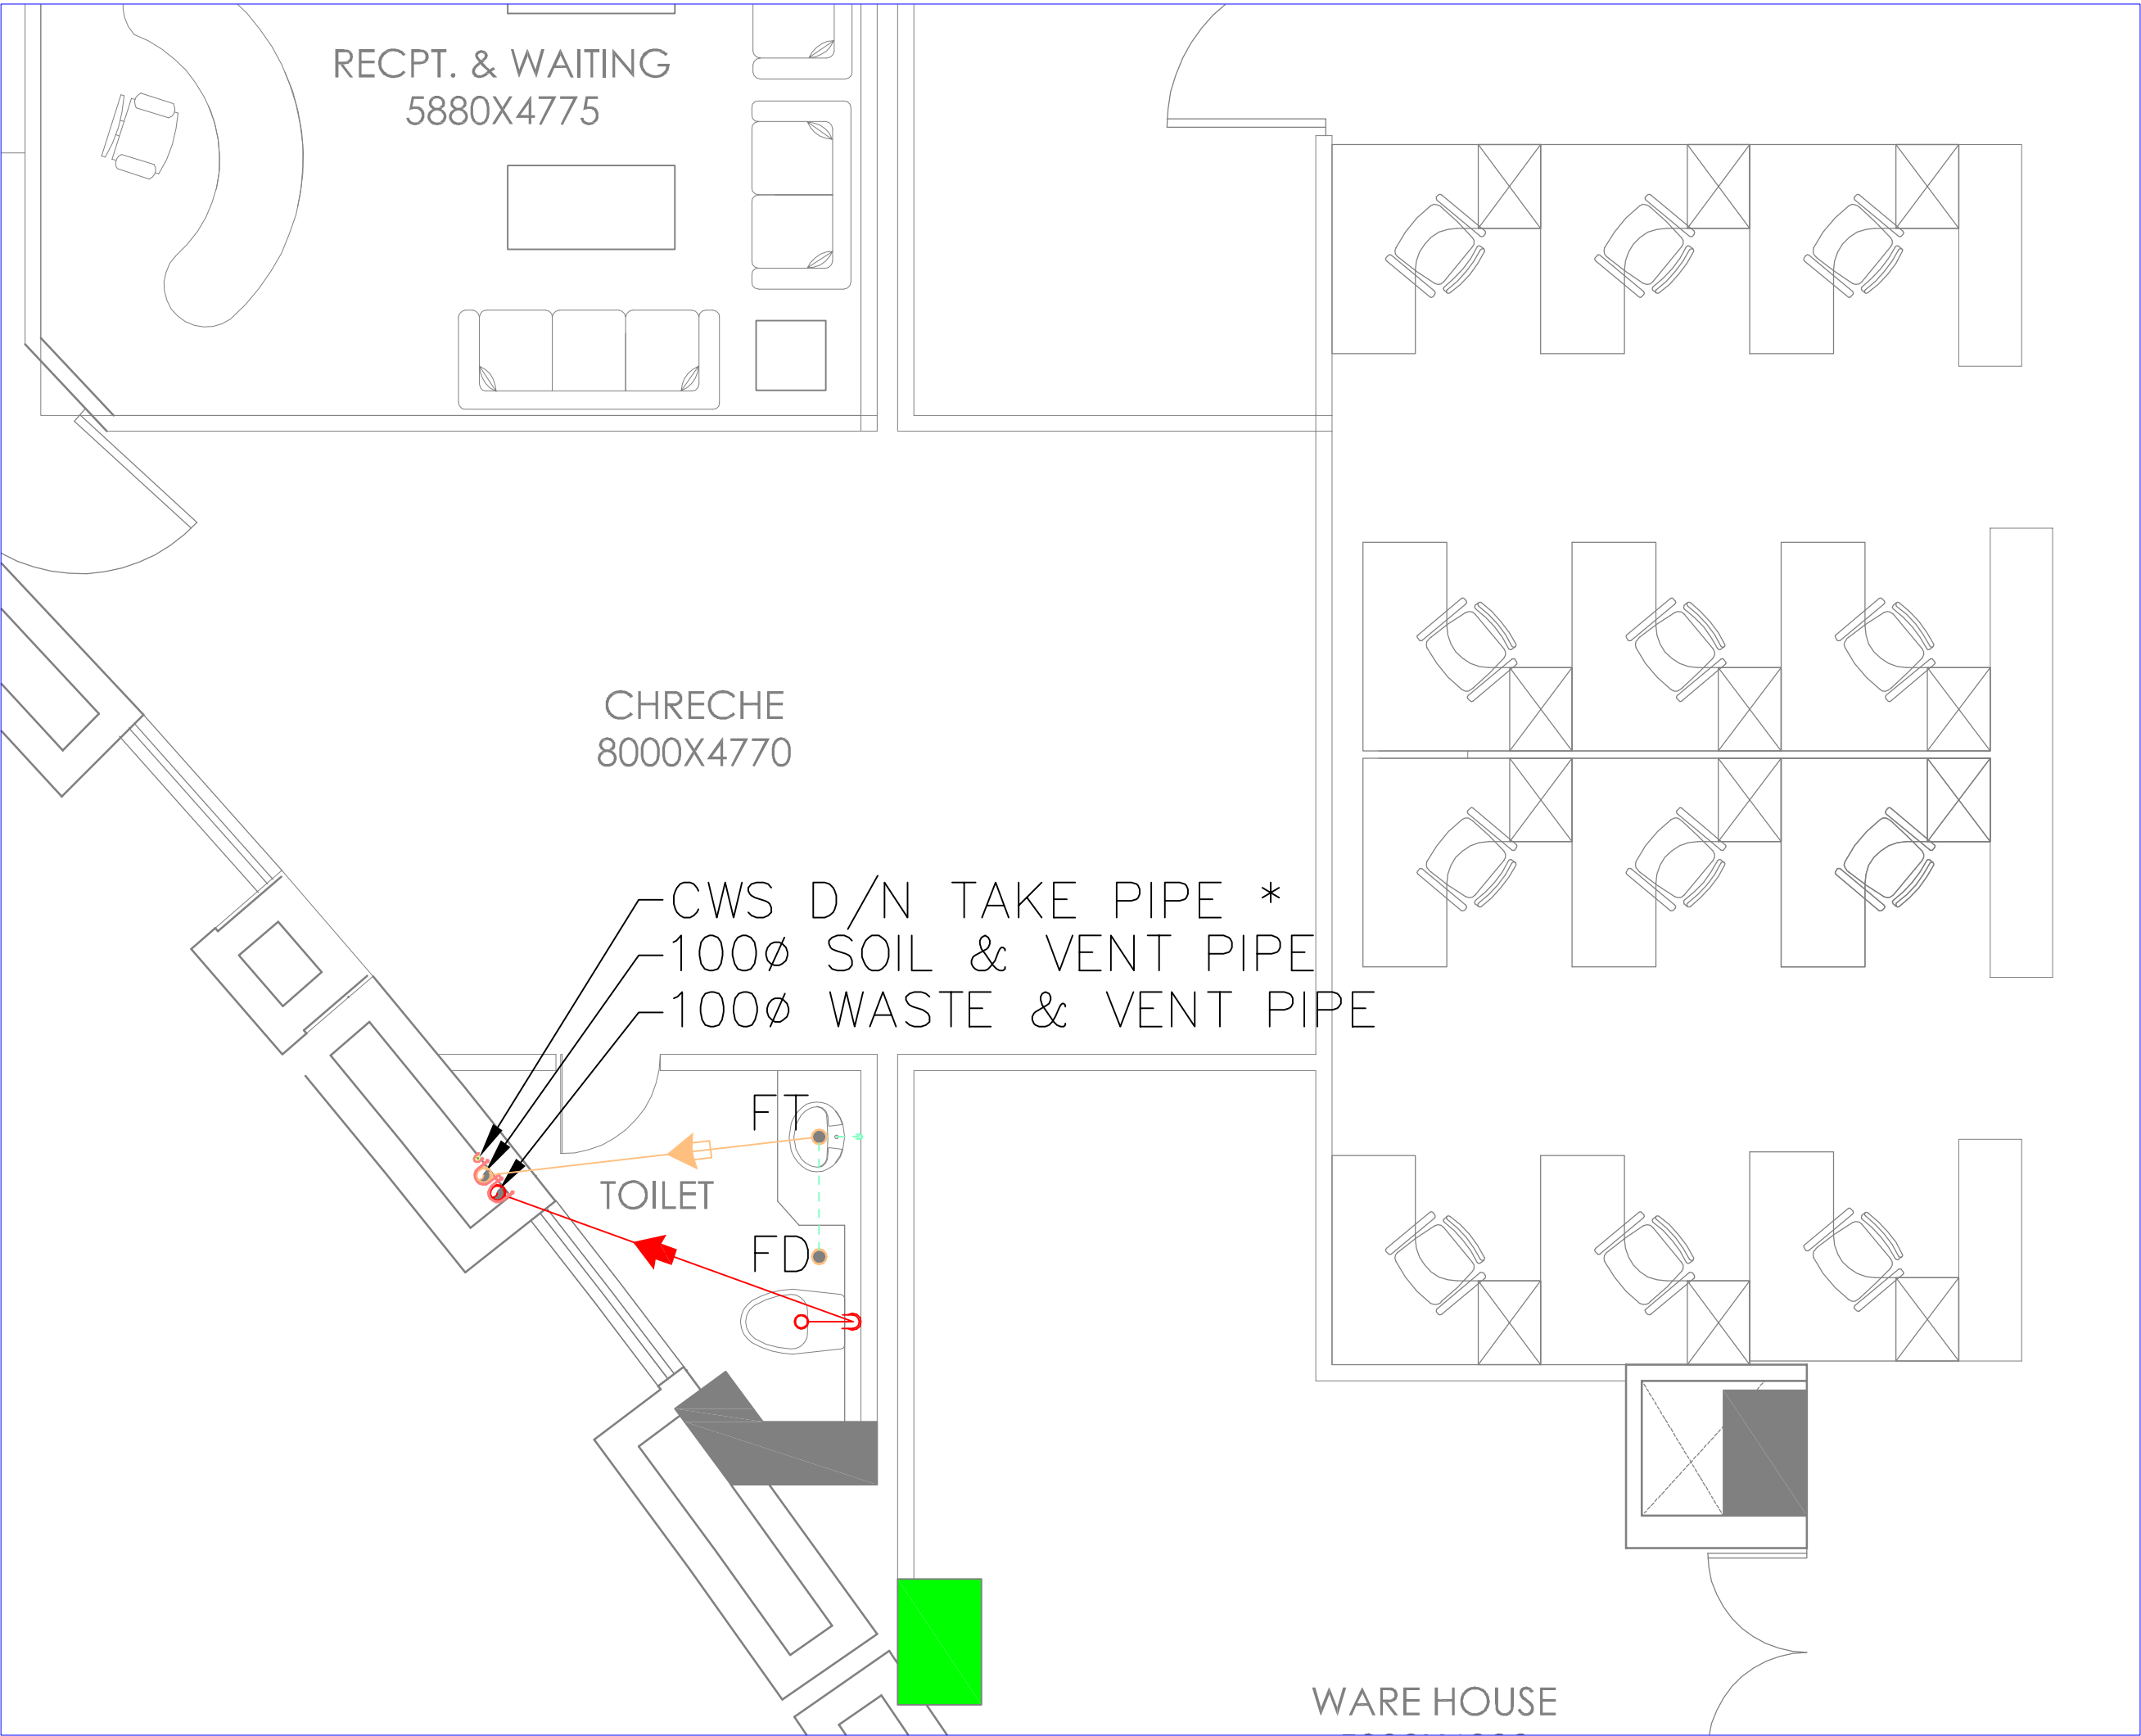 RECPT. & WAITING
5880X4775
CHRECHE
8000X4770
CWS D/N TAKE PIPE *
100ø SOIL & VENT PIPE
100ø WASTE & VENT PIPE
FT
TOILET
FD
WARE HOUSE